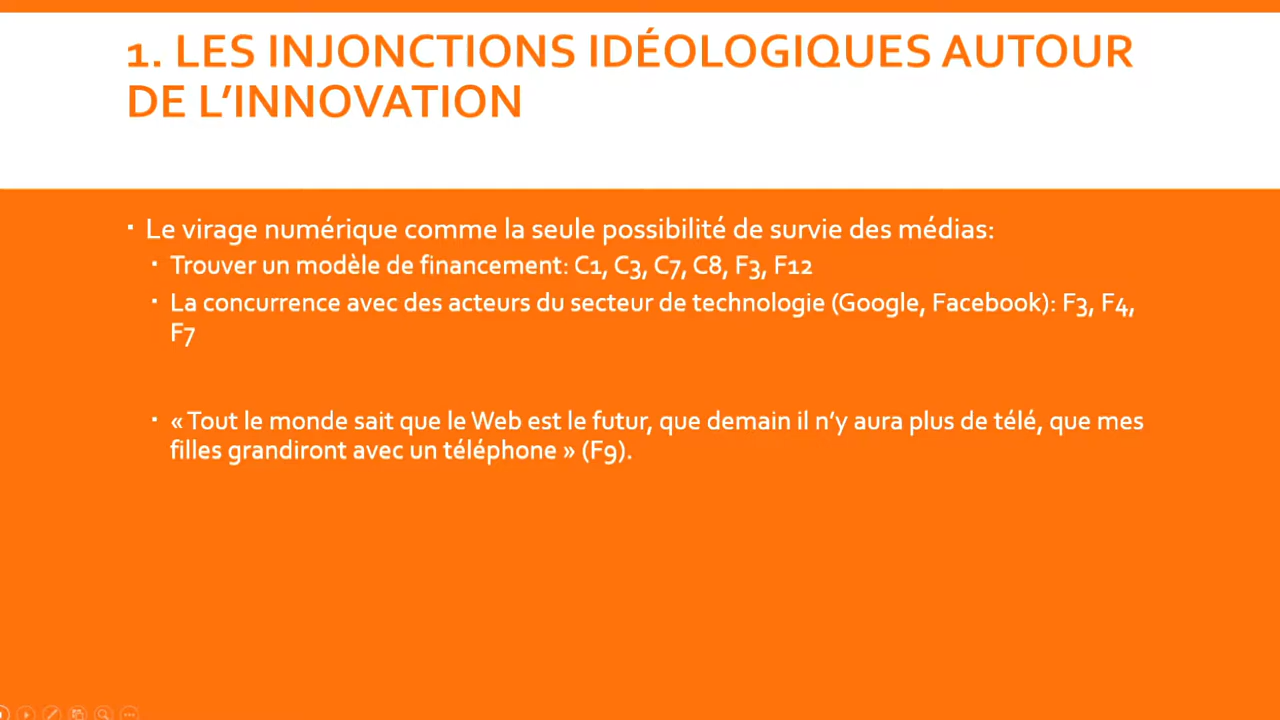 1. LES INJONCTIONS IDÉOLOGIQUES AUTOUR
DE L’INNOVATION
▪ Le virage numérique comme la seule possibilité de survie des médias:
▪ Trouver un modèle de financement: C1, C3, C7, C8, F3, F12
▪ La concurrence avec des acteurs du secteur de technologie (Google, Facebook): F3, F4,
F7
▪ « Tout le monde sait que le Web est le futur, que demain il n’y aura plus de télé, que mes
filles grandiront avec un téléphone » (F9).